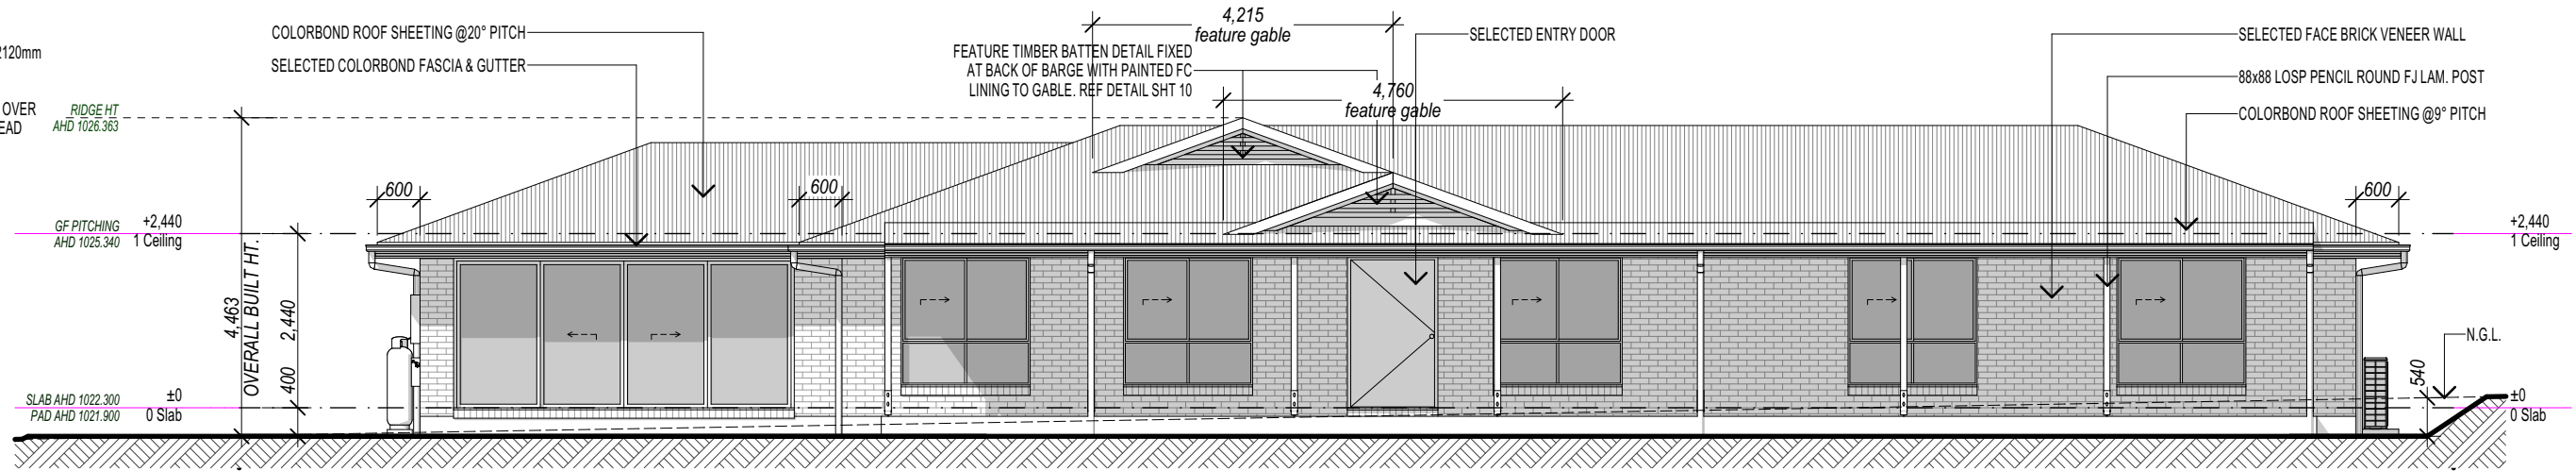 2120mm
OVER
EAD
COLORBOND ROOF SHEETING @20° PITCH
SELECTED COLORBOND FASCIA & GUTTER
4,215
feature gable
FEATURE TIMBER BATTEN DETAIL FIXED
AT BACK OF BARGE WITH PAINTED FC
LINING TO GABLE. REF DETAIL SHT 10
4,760
feature gable
SELECTED ENTRY DOOR
SELECTED FACE BRICK VENEER WALL
88x88 LOSP PENCIL ROUND FJ LAM. POST
COLORBOND ROOF SHEETING @9° PITCH
RIDGE HT
AHD 1026.363
600
600
600
GF PITCHING
AHD 1025.340
+2,440
1 Ceiling
+2,440
1 Ceiling
4,463
OVERALL BUILT HT.
2,440
400
SLAB AHD 1022.300
PAD AHD 1021.900
±0
0 Slab
N.G.L.
540
±0
0 Slab